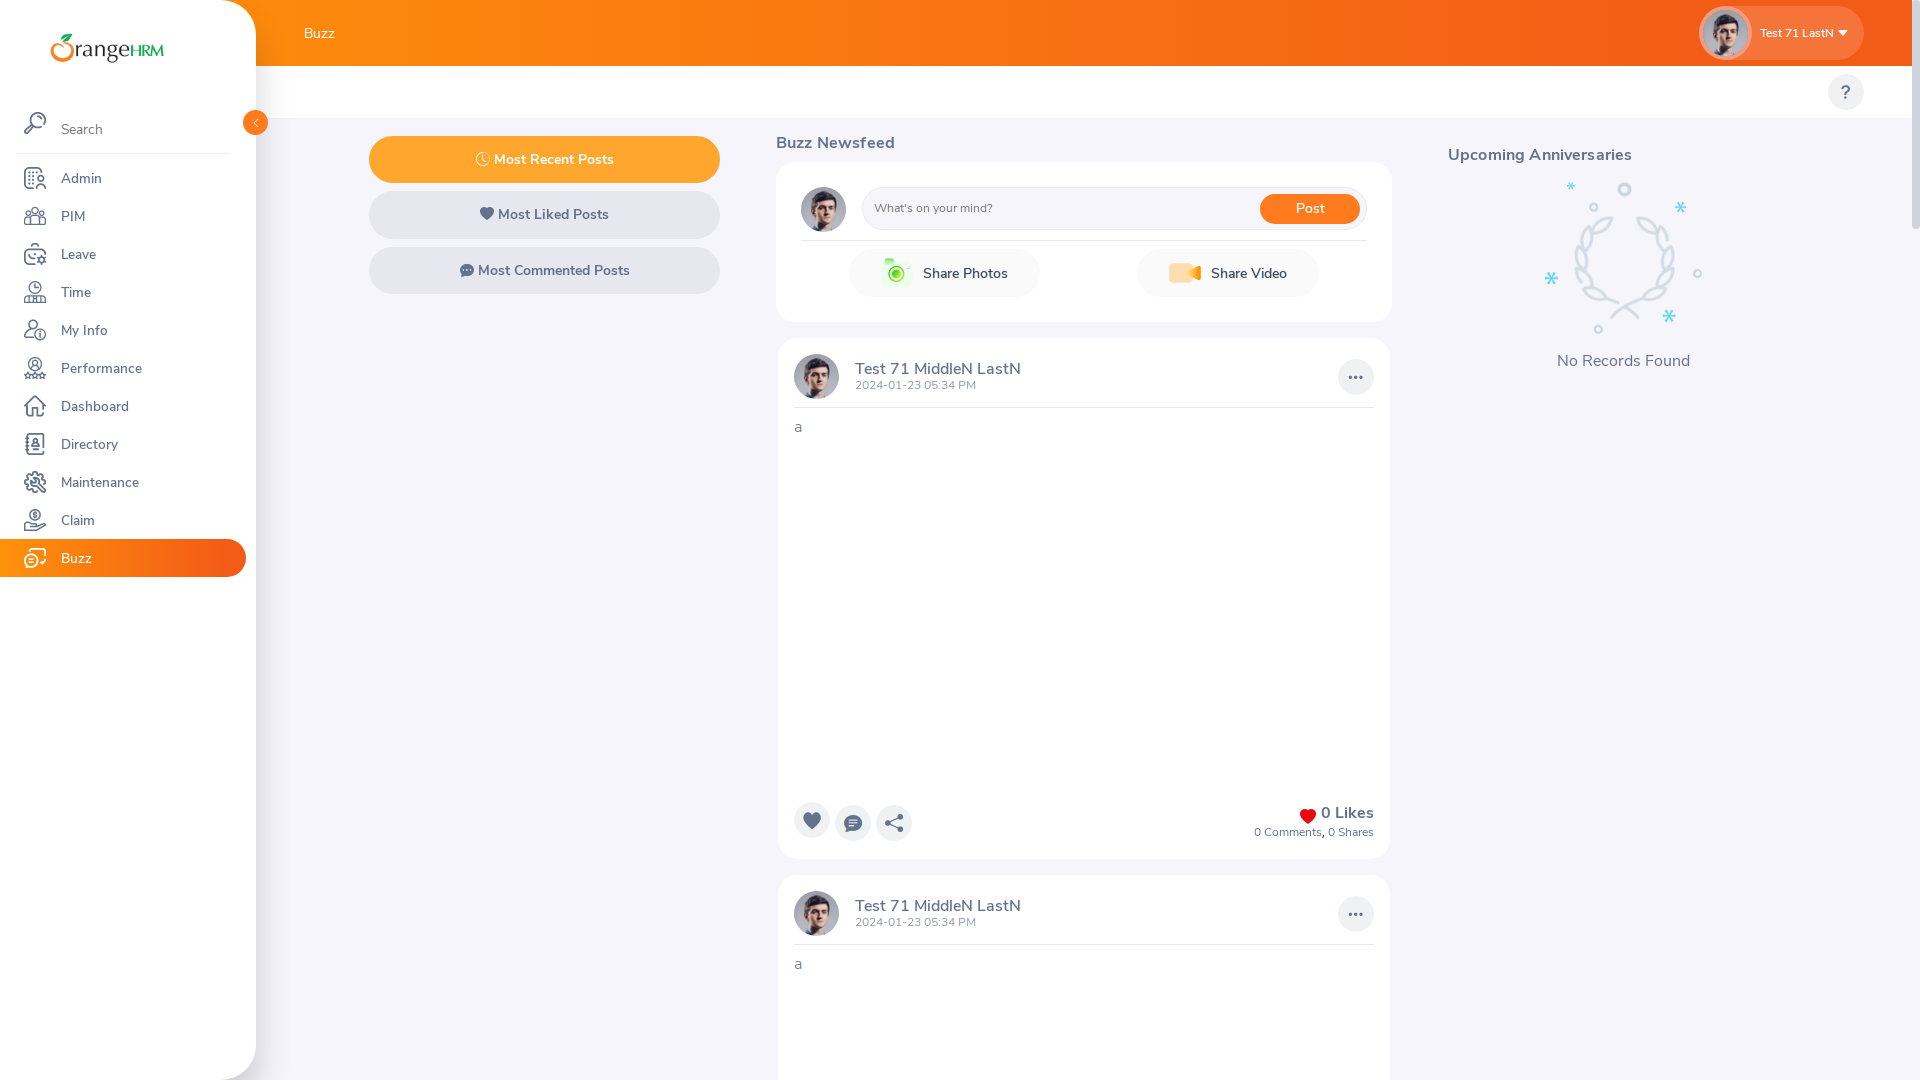 OrangeHRM
Search
Admin
PIM
Leave
Time
My Info
Performance
Dashboard
Directory
Maintenance
Claim
Buzz
Buzz
Test 71 LastN
?
Most Recent Posts
Most Liked Posts
Most Commented Posts
Buzz Newsfeed
What's on your mind?
Post
Share Photos
Share Video
Test 71 MiddleN LastN
2024-01-23 05:34 PM
a
0 Likes
0 Comments, 0 Shares
Test 71 MiddleN LastN
2024-01-23 05:34 PM
a
Upcoming Anniversaries
No Records Found